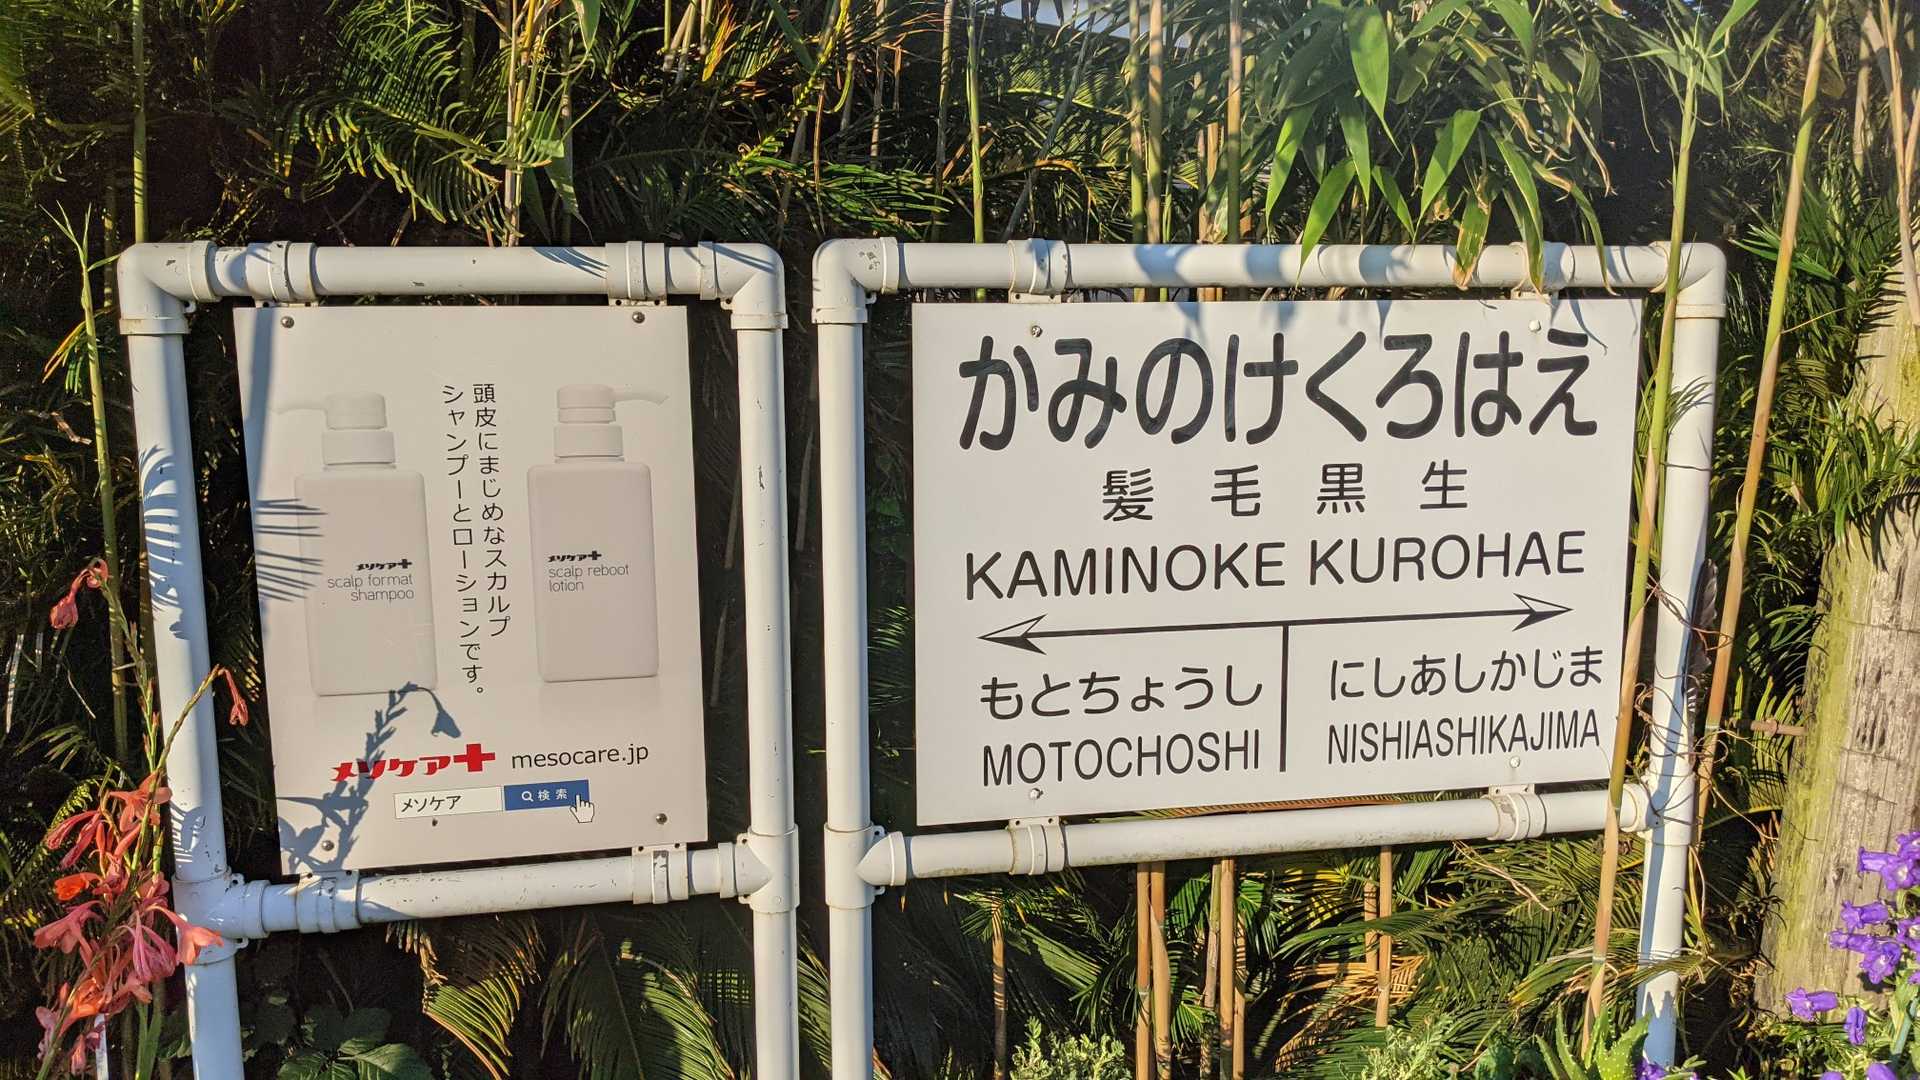 頭皮にまじめなスカルプ
シャンプーとローションです。
メソケア+
scalp format
shampoo
メソケア+
scalp reboot
lotion
メソケア+ mesocare.jp
メソケア 検索
かみのけくろはえ
髪毛黒生
KAMINOKE KUROHAE
もとちょうし
MOTOCHOSHI
にしあしかじま
NISHIASHIKAJIMA